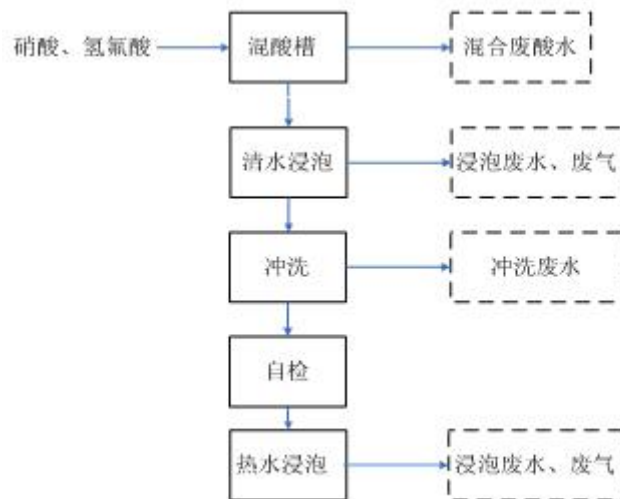 硝酸、氢氟酸
混酸槽
混合废酸水
清水浸泡
浸泡废水、废气
冲洗
冲洗废水
自检
热水浸泡
浸泡废水、废气